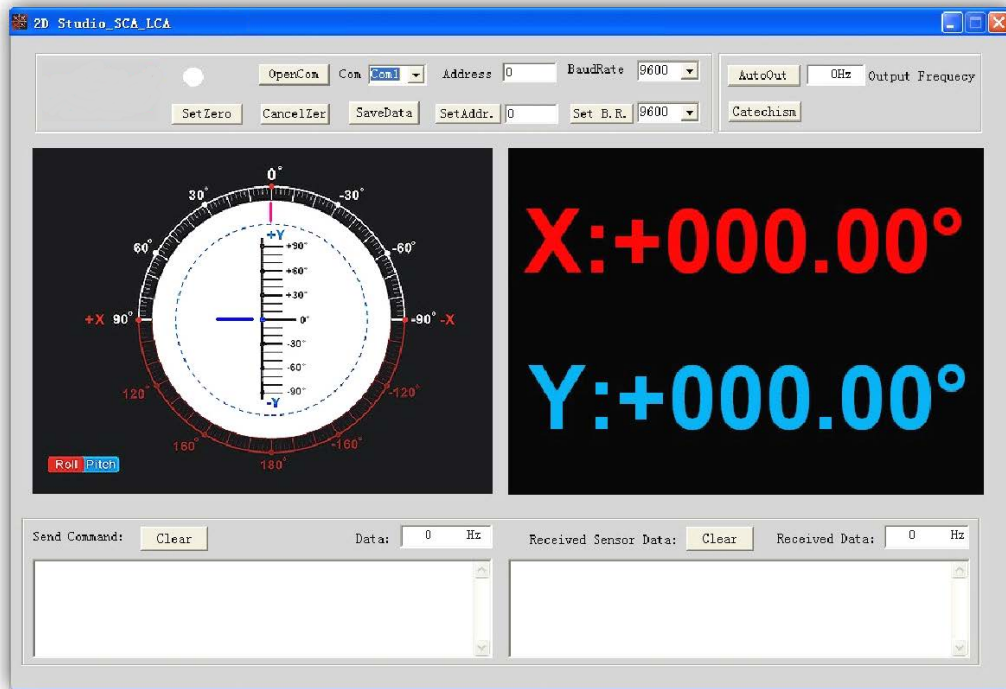 2D Studio_SCA_LCA
OpenCom Com Com1 Address 0 BaudRate 9600
AutoOut 0Hz Output Frequecy
SetZero CancelZer SaveData SetAddr. 0 Set B.R. 9600
Catechism
0°
30° -30°
60° -60°
+X 90° -90° -X
120° -120°
160° -160°
180°
+Y
+90°
+60°
+30°
0°
-30°
-60°
-90°
-Y
Roll Pitch
X:+000.00°
Y:+000.00°
Send Command: Clear Data: 0 Hz
Received Sensor Data: Clear Received Data: 0 Hz